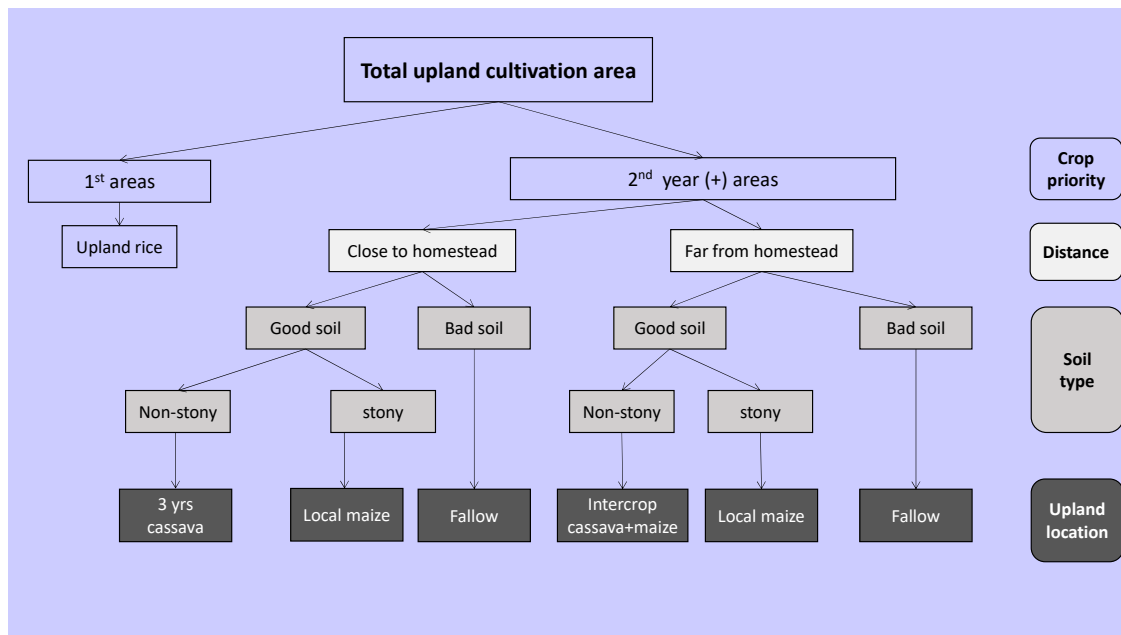 Total upland cultivation area
1st areas
2nd year (+) areas
Crop
priority
Upland rice
Close to homestead
Far from homestead
Distance
Good soil
Bad soil
Good soil
Bad soil
Soil
type
Non-stony
stony
Non-stony
stony
3 yrs
cassava
Local maize
Fallow
Intercrop
cassava+maize
Local maize
Fallow
Upland
location